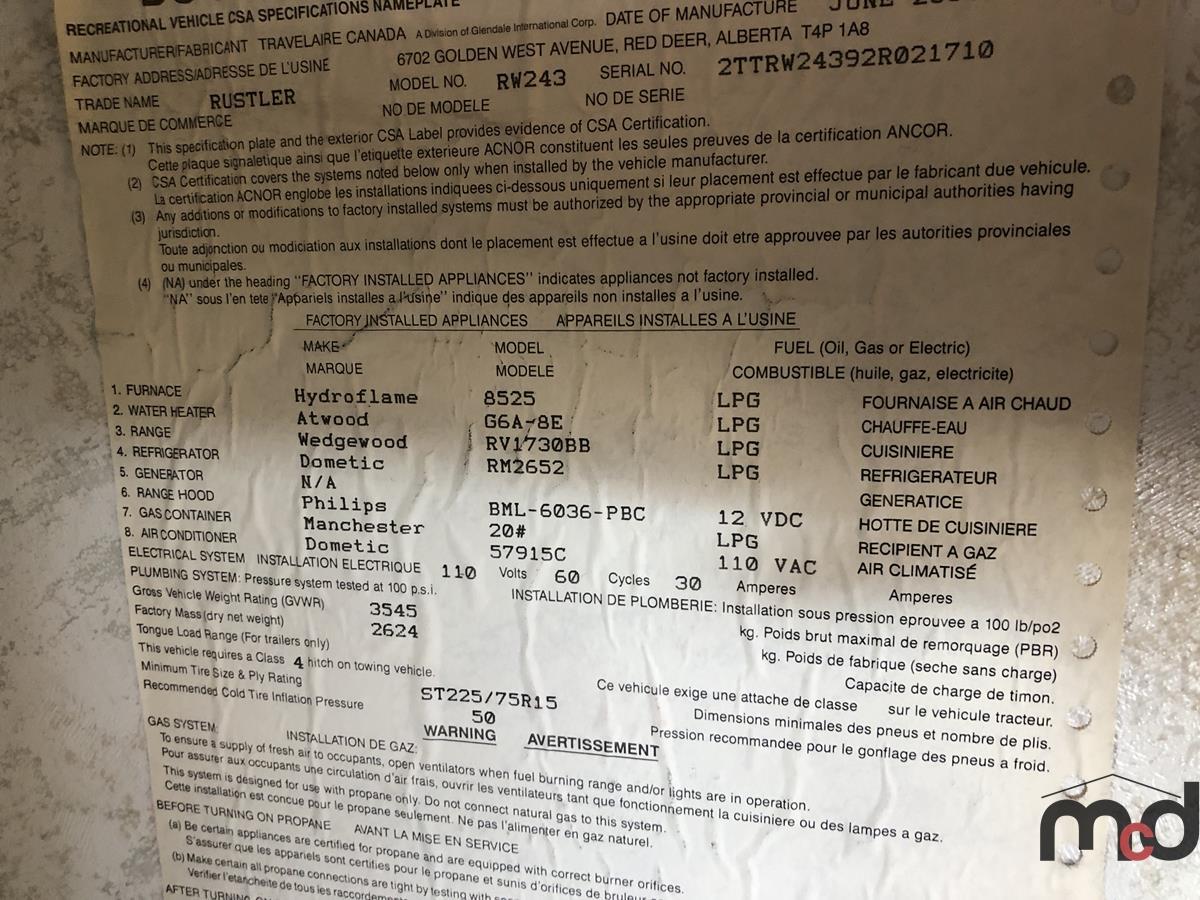 RECREATIONAL VEHICLE CSA SPECIFICATIONS NAMEPLATE
MANUFACTURER/FABRICANT TRAVELAIRE CANADA A Division of Glendale International Corp. DATE OF MANUFACTURE JUNE
FACTORY ADDRESS/ADRESSE DE L'USINE 6702 GOLDEN WEST AVENUE, RED DEER, ALBERTA T4P 1A8
TRADE NAME RUSTLER MODEL NO. RW243 SERIAL NO. 2TTRW24392R021710
MARQUE DE COMMERCE NO DE MODELE NO DE SERIE
NOTE: (1) This specification plate and the exterior CSA Label provides evidence of CSA Certification.
Cette plaque signaletique ainsi que l'etiquette exterieure ACNOR constituent les seules preuves de la certification ANCOR.
(2) CSA Certification covers the systems noted below only when installed by the vehicle manufacturer.
La certification ACNOR englobe les installations indiquees ci-dessous uniquement si leur placement est effectue par le fabricant due vehicule.
(3) Any additions or modifications to factory installed systems must be authorized by the appropriate provincial or municipal authorities having
jurisdiction.
Toute adjonction ou modiciation aux installations dont le placement est effectue a l'usine doit etre approuvee par les autorities provinciales
ou municipales.
(4) (NA) under the heading "FACTORY INSTALLED APPLIANCES" indicates appliances not factory installed.
"NA" sous l'en tete "Appariels installes a l'usine" indique des appareils non installes a l'usine.
FACTORY INSTALLED APPLIANCES APPAREILS INSTALLES A L'USINE
MAKE MODEL FUEL (Oil, Gas or Electric)
MARQUE MODELE COMBUSTIBLE (huile, gaz, electricite)
1. FURNACE Hydroflame 8525 LPG FOURNAISE A AIR CHAUD
2. WATER HEATER Atwood G6A-8E LPG CHAUFFE-EAU
3. RANGE Wedgewood RV1730BB LPG CUISINIERE
4. REFRIGERATOR Dometic RM2652 LPG REFRIGERATEUR
5. GENERATOR N/A GENERATICE
6. RANGE HOOD Philips BML-6036-PBC 12 VDC HOTTE DE CUISINIERE
7. GAS CONTAINER Manchester 20# LPG RECIPIENT A GAZ
8. AIR CONDITIONER Dometic 57915C 110 VAC AIR CLIMATISÉ
ELECTRICAL SYSTEM INSTALLATION ELECTRIQUE 110 Volts 60 Cycles 30 Amperes Amperes
PLUMBING SYSTEM: Pressure system tested at 100 p.s.i. INSTALLATION DE PLOMBERIE: Installation sous pression eprouvee a 100 lb/po2
Gross Vehicle Weight Rating (GVWR) 3545 kg. Poids brut maximal de remorquage (PBR)
Factory Mass (dry net weight) 2624 kg. Poids de fabrique (seche sans charge)
Tongue Load Range (For trailers only) Capacite de charge de timon.
This vehicle requires a Class 4 hitch on towing vehicle. Ce vehicule exige une attache de classe sur le vehicule tracteur.
Minimum Tire Size & Ply Rating ST225/75R15 Dimensions minimales des pneus et nombre de plis.
Recommended Cold Tire Inflation Pressure 50 Pression recommandee pour le gonflage des pneus a froid.
WARNING AVERTISSEMENT
GAS SYSTEM: INSTALLATION DE GAZ:
To ensure a supply of fresh air to occupants, open ventilators when fuel burning range and/or lights are in operation.
Pour assurer aux occupants une circulation d'air frais, ouvrir les ventilateurs tant que fonctionnement la cuisiniere ou des lampes a gaz.
This system is designed for use with propane only. Do not connect natural gas to this system.
Cette installation est concue pour le propane seulement. Ne pas l'alimenter en gaz naturel.
BEFORE TURNING ON PROPANE AVANT LA MISE EN SERVICE
(a) Be certain appliances are certified for propane and are equipped with correct burner orifices.
S'assurer que les appareils sont certifies pour le propane et sunis d'orifices de bruleur
(b) Make certain all propane connections are tight by testing with
Verifier l'etancheite de tous les
AFTER TURNING
mcd